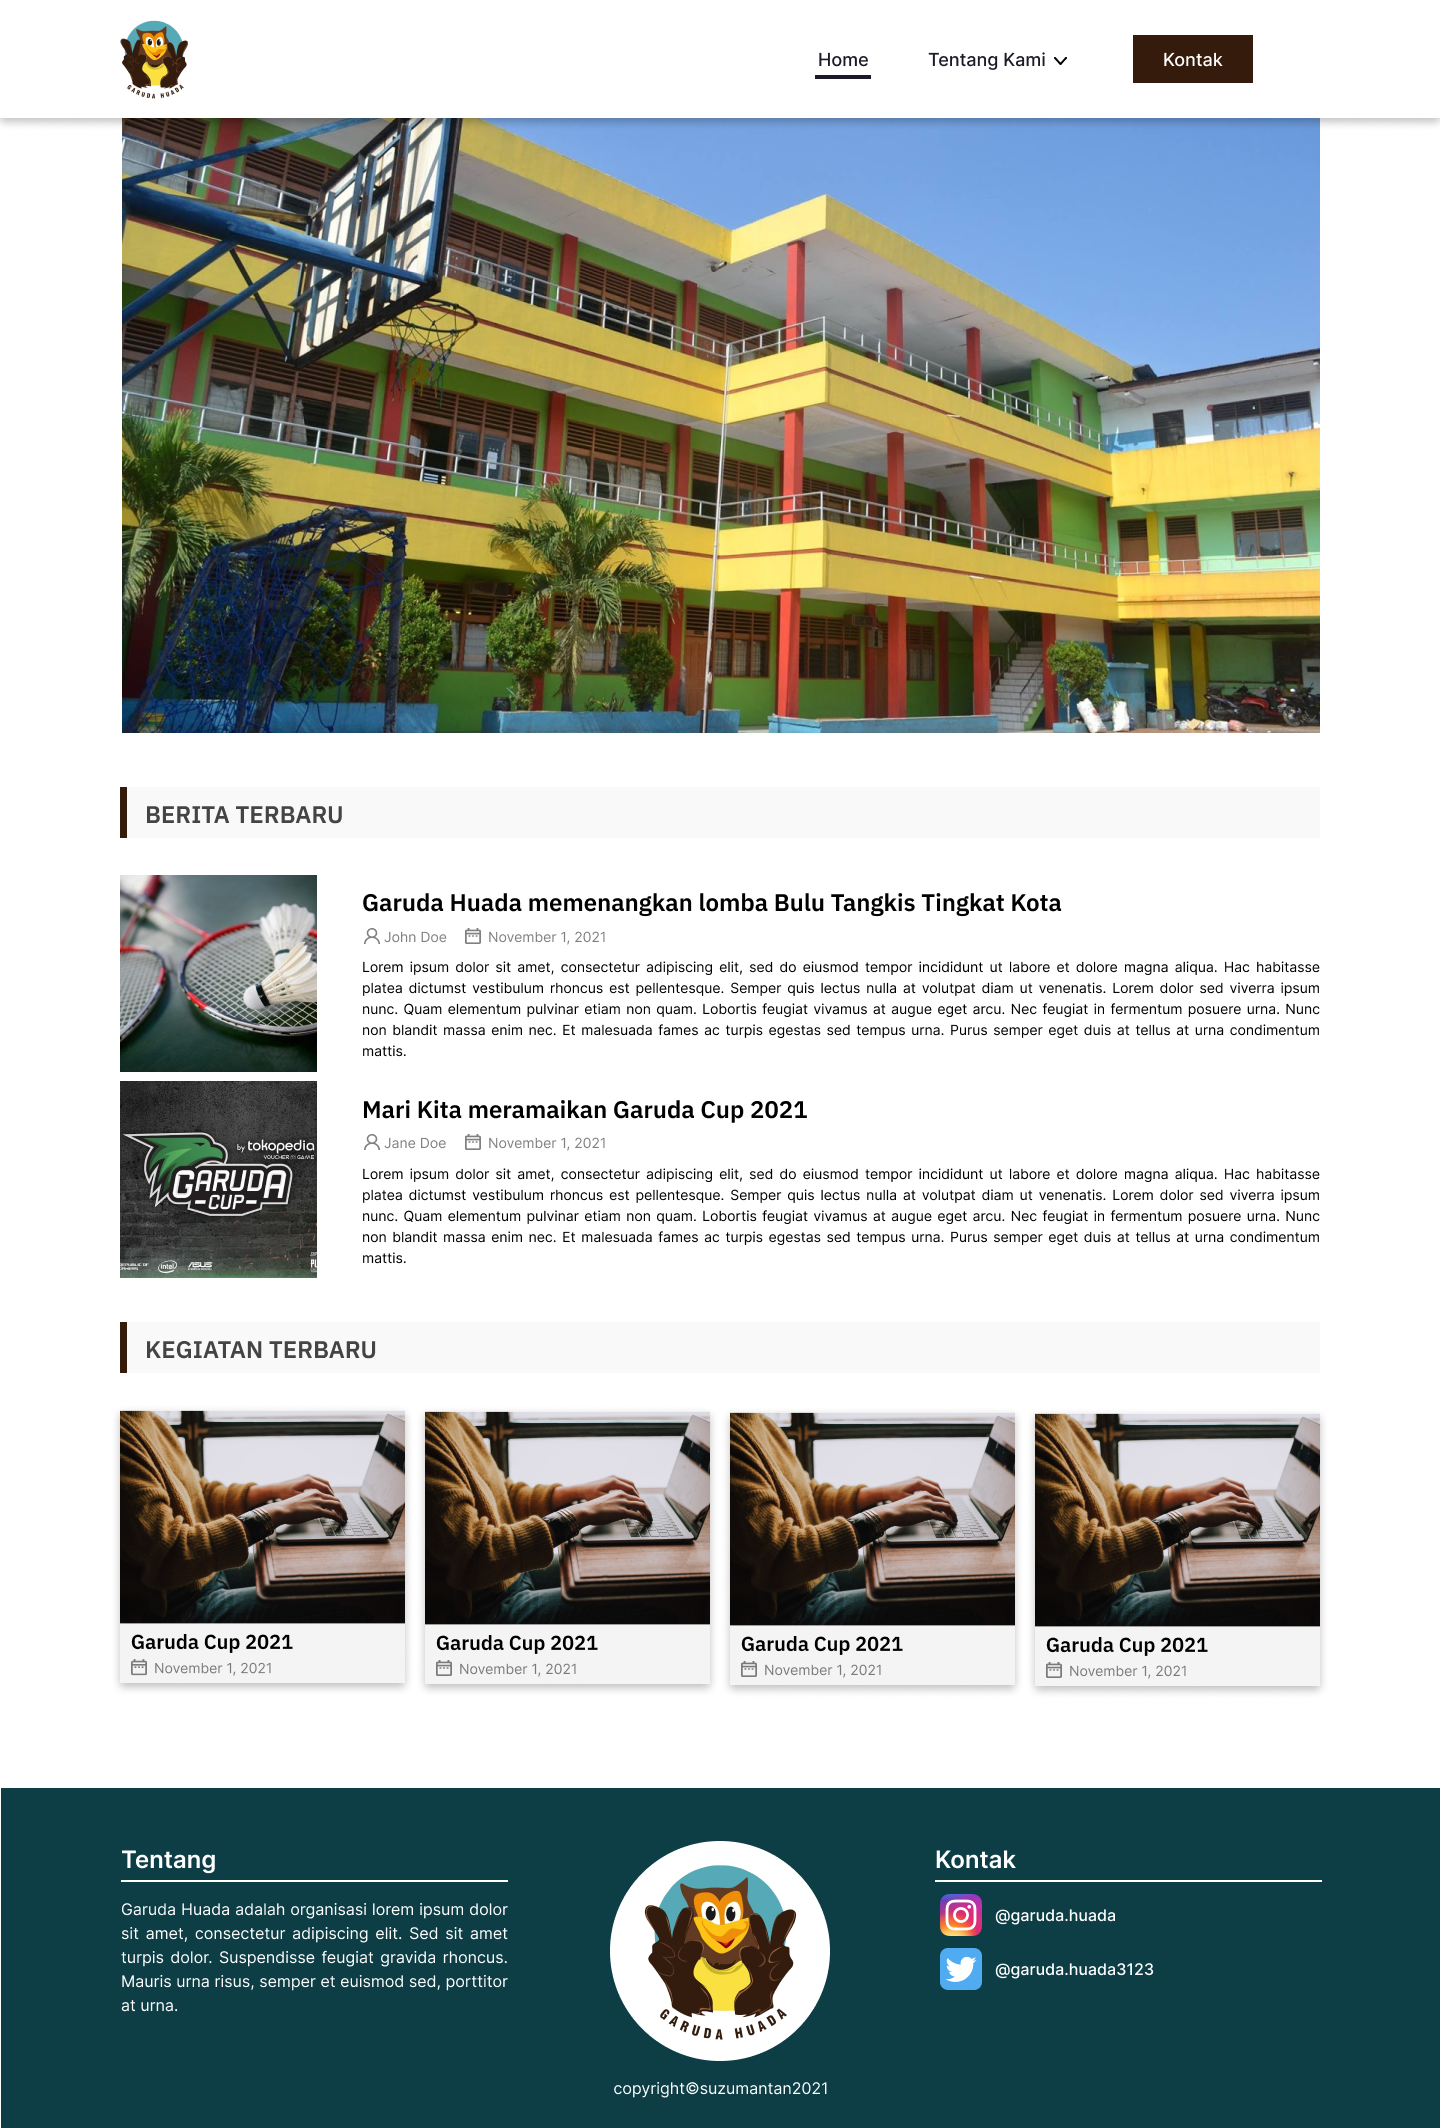 GARUDA HUADA
Home
Tentang Kami
Kontak
BERITA TERBARU
Garuda Huada memenangkan lomba Bulu Tangkis Tingkat Kota
John Doe November 1, 2021
Lorem ipsum dolor sit amet, consectetur adipiscing elit, sed do eiusmod tempor incididunt ut labore et dolore magna aliqua. Hac habitasse
platea dictumst vestibulum rhoncus est pellentesque. Semper quis lectus nulla at volutpat diam ut venenatis. Lorem dolor sed viverra ipsum
nunc. Quam elementum pulvinar etiam non quam. Lobortis feugiat vivamus at augue eget arcu. Nec feugiat in fermentum posuere urna. Nunc
non blandit massa enim nec. Et malesuada fames ac turpis egestas sed tempus urna. Purus semper eget duis at tellus at urna condimentum
mattis.
by tokopedia
VOUCHER GAME
GARUDA
-CUP-
intel
ASUS
Mari Kita meramaikan Garuda Cup 2021
Jane Doe November 1, 2021
Lorem ipsum dolor sit amet, consectetur adipiscing elit, sed do eiusmod tempor incididunt ut labore et dolore magna aliqua. Hac habitasse
platea dictumst vestibulum rhoncus est pellentesque. Semper quis lectus nulla at volutpat diam ut venenatis. Lorem dolor sed viverra ipsum
nunc. Quam elementum pulvinar etiam non quam. Lobortis feugiat vivamus at augue eget arcu. Nec feugiat in fermentum posuere urna. Nunc
non blandit massa enim nec. Et malesuada fames ac turpis egestas sed tempus urna. Purus semper eget duis at tellus at urna condimentum
mattis.
KEGIATAN TERBARU
Garuda Cup 2021
November 1, 2021
Garuda Cup 2021
November 1, 2021
Garuda Cup 2021
November 1, 2021
Garuda Cup 2021
November 1, 2021
Tentang
Garuda Huada adalah organisasi lorem ipsum dolor
sit amet, consectetur adipiscing elit. Sed sit amet
turpis dolor. Suspendisse feugiat gravida rhoncus.
Mauris urna risus, semper et euismod sed, porttitor
at urna.
GARUDA HUADA
copyright©suzumantan2021
Kontak
@garuda.huada
@garuda.huada3123